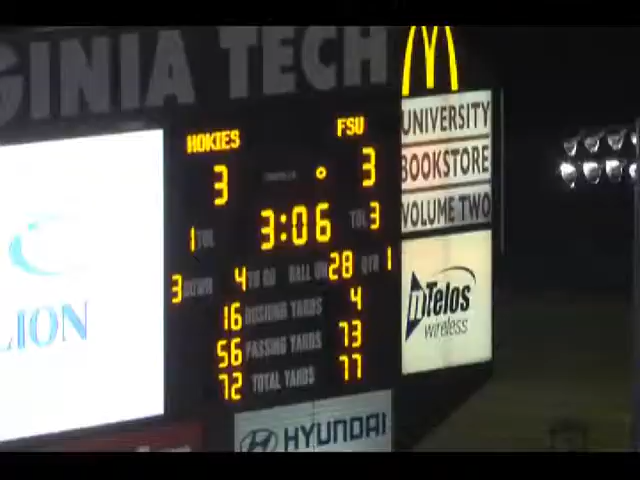 GINIA TECH
HOKIES FSU
3 3
UNIVERSITY
BOOKSTORE
VOLUME TWO
1 TOL 3:06 TOL 3
3 DOWN 4 TO GO BALL ON 28 QTR 1
16 RUSHING YARDS 4
56 PASSING YARDS 73
72 TOTAL YARDS 77
nTelos
wireless
LION
HYUNDAI